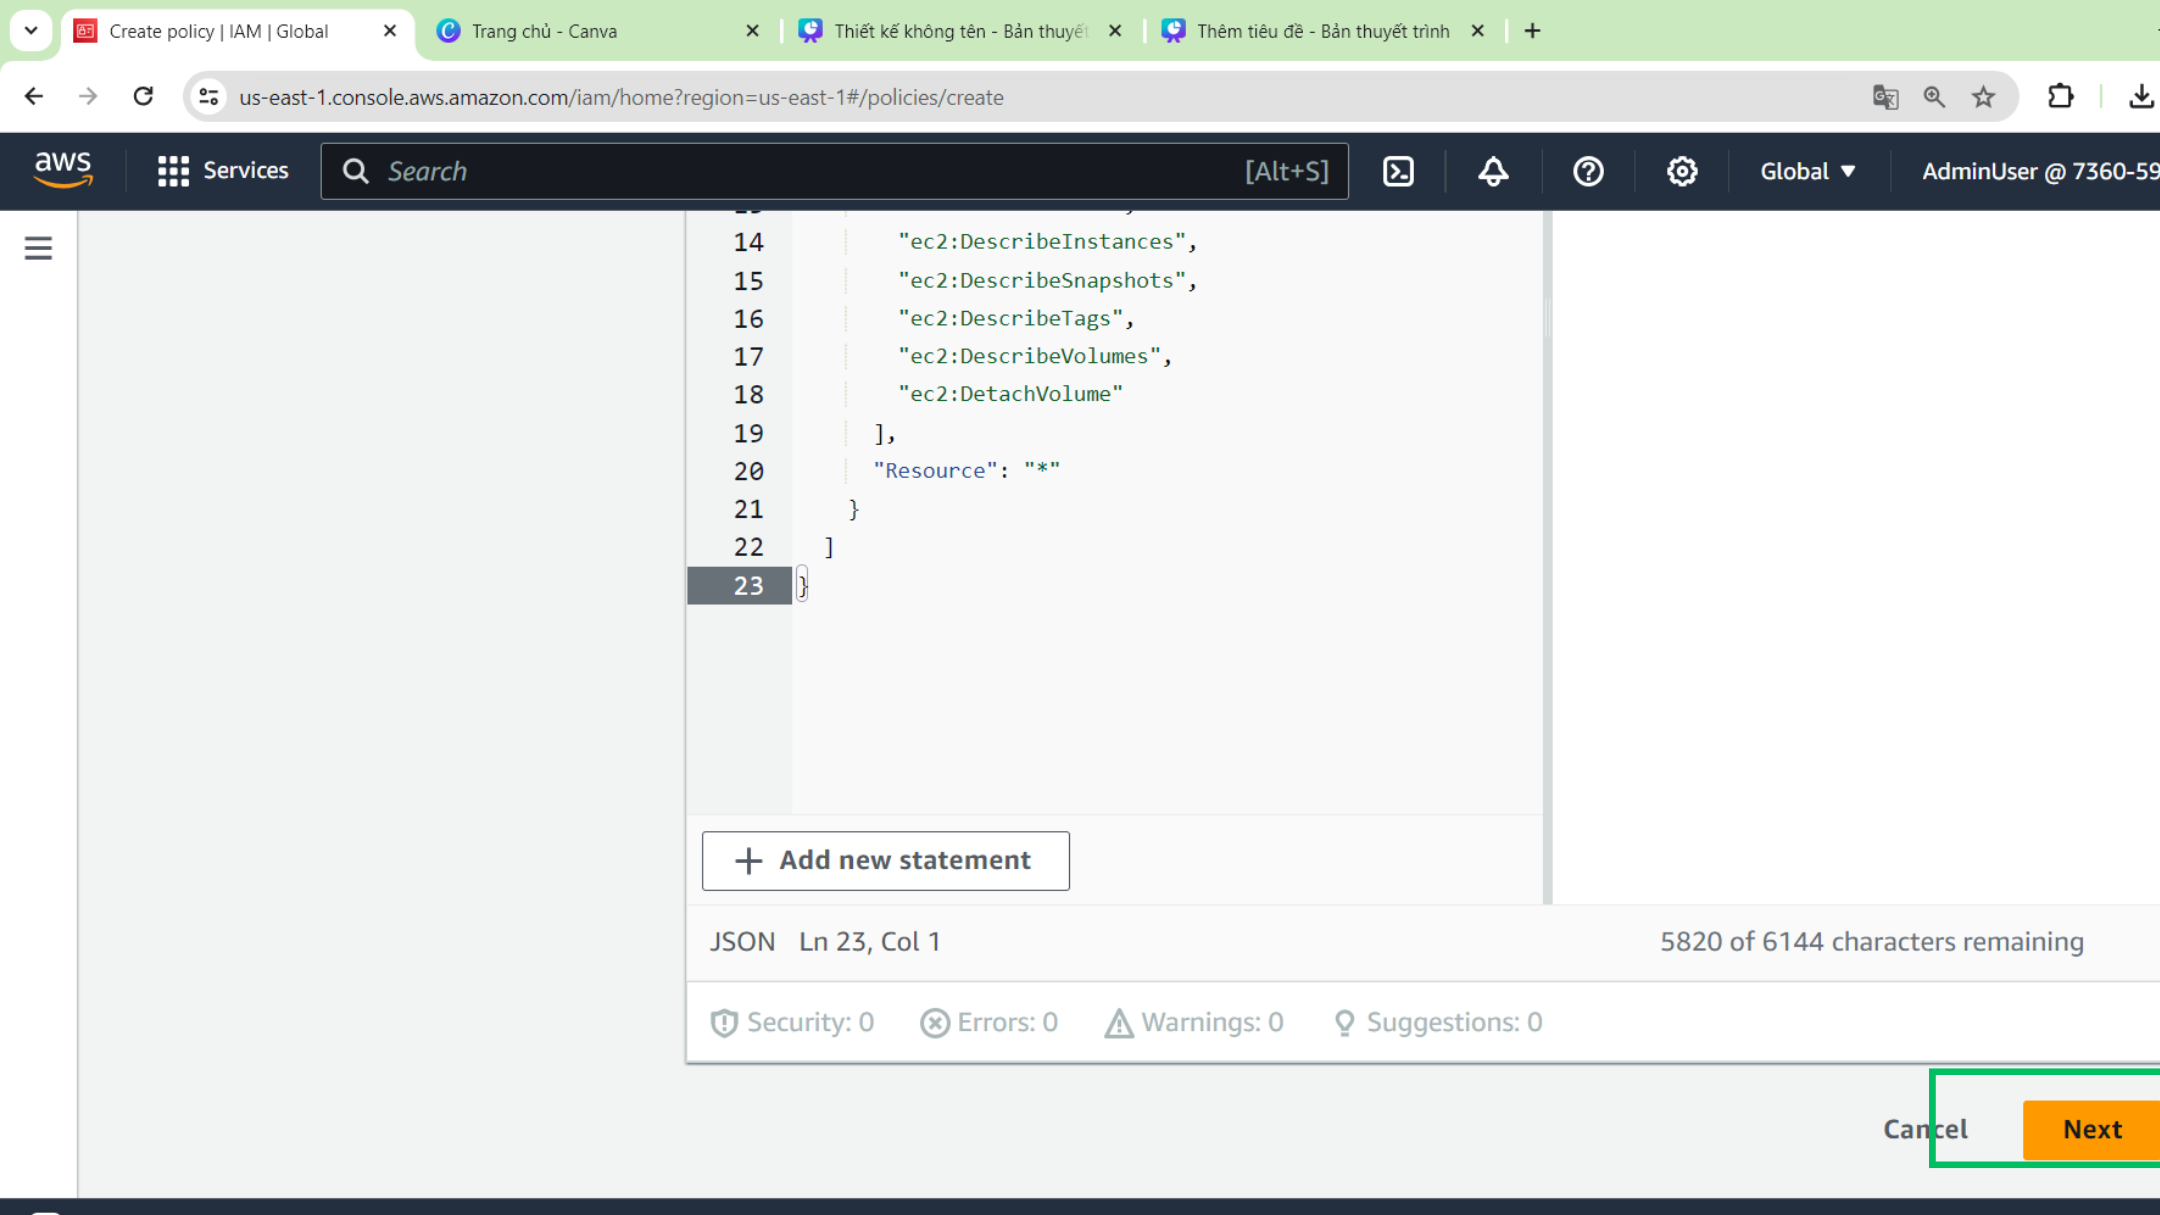 Create policy | IAM | Global
Trang chủ - Canva
Thiết kế không tên - Bản thuyết
Thêm tiêu đề - Bản thuyết trình
us-east-1.console.aws.amazon.com/iam/home?region=us-east-1#/policies/create
aws
Services
Search
[Alt+S]
Global
AdminUser @ 7360-59
14 "ec2:DescribeInstances",
15 "ec2:DescribeSnapshots",
16 "ec2:DescribeTags",
17 "ec2:DescribeVolumes",
18 "ec2:DetachVolume"
19 ],
20 "Resource": "*"
21 }
22 ]
23 }
+ Add new statement
JSON Ln 23, Col 1
5820 of 6144 characters remaining
Security: 0
Errors: 0
Warnings: 0
Suggestions: 0
Cancel
Next